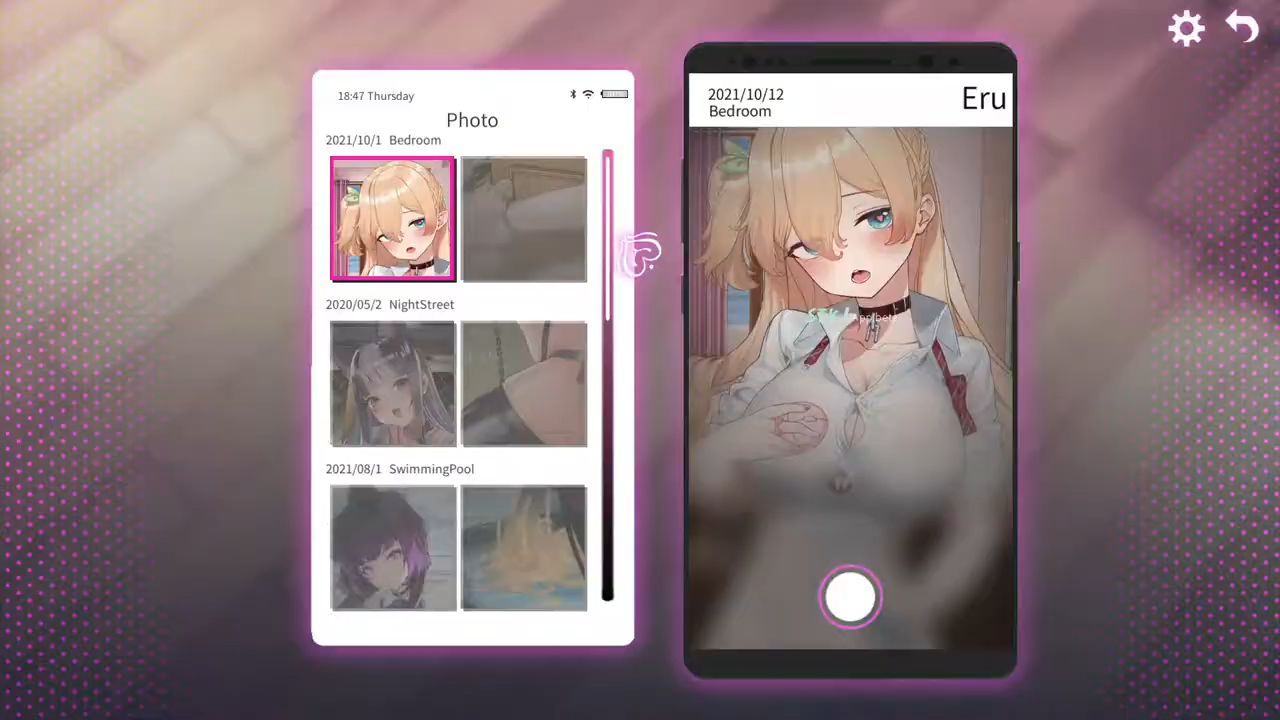 18:47 Thursday
Photo
2021/10/1 Bedroom
2020/05/2 NightStreet
2021/08/1 SwimmingPool
2021/10/12
Bedroom
Eru